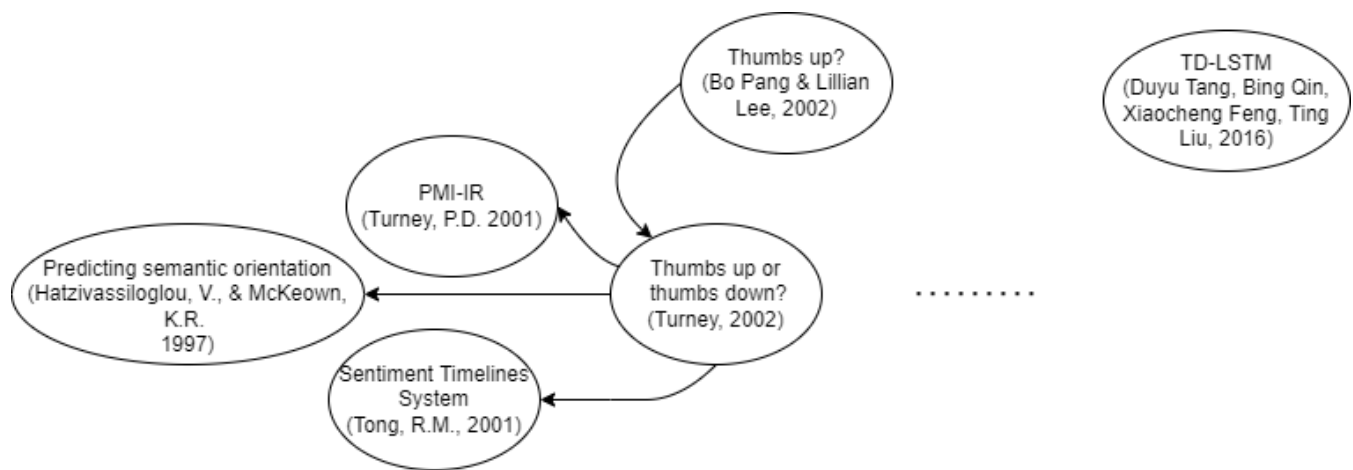 Thumbs up?
(Bo Pang & Lillian
Lee, 2002)
TD-LSTM
(Duyu Tang, Bing Qin,
Xiaocheng Feng, Ting
Liu, 2016)
PMI-IR
(Turney, P.D. 2001)
Predicting semantic orientation
(Hatzivassiloglou, V., & McKeown,
K.R.
1997)
Thumbs up or
thumbs down?
(Turney, 2002)
.........
Sentiment Timelines
System
(Tong, R.M., 2001)